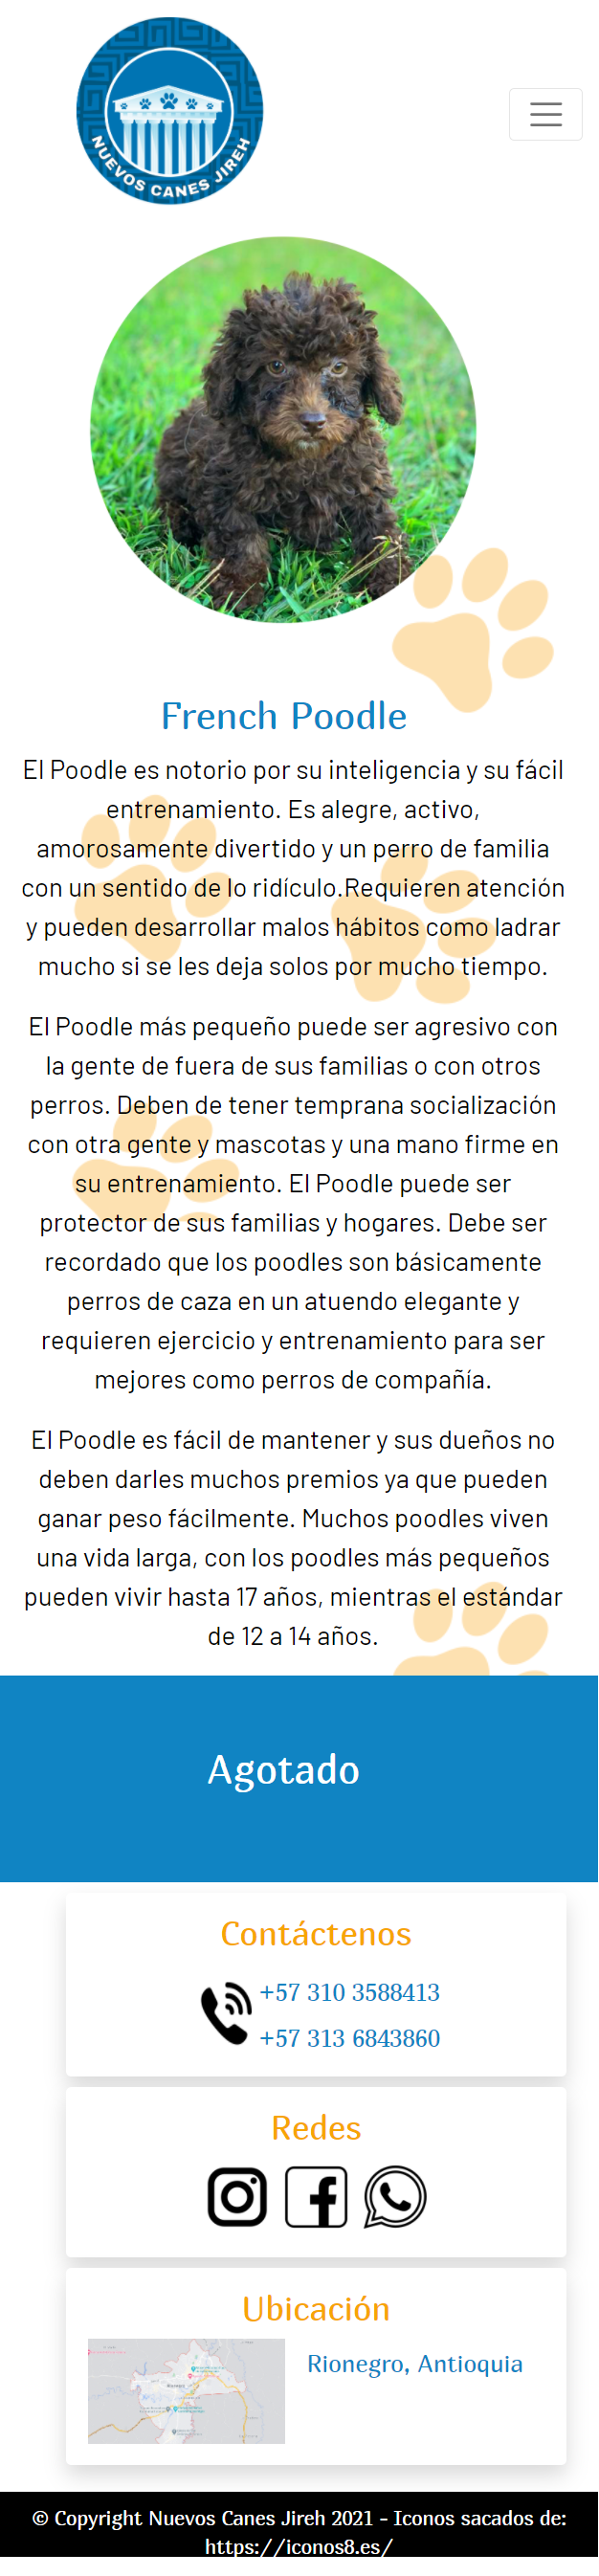 NUEVOS CANES JIREH
French Poodle
El Poodle es notorio por su inteligencia y su fácil
entrenamiento. Es alegre, activo,
amorosamente divertido y un perro de familia
con un sentido de lo ridículo.Requieren atención
y pueden desarrollar malos hábitos como ladrar
mucho si se les deja solos por mucho tiempo.
El Poodle más pequeño puede ser agresivo con
la gente de fuera de sus familias o con otros
perros. Deben de tener temprana socialización
con otra gente y mascotas y una mano firme en
su entrenamiento. El Poodle puede ser
protector de sus familias y hogares. Debe ser
recordado que los poodles son básicamente
perros de caza en un atuendo elegante y
requieren ejercicio y entrenamiento para ser
mejores como perros de compañía.
El Poodle es fácil de mantener y sus dueños no
deben darles muchos premios ya que pueden
ganar peso fácilmente. Muchos poodles viven
una vida larga, con los poodles más pequeños
pueden vivir hasta 17 años, mientras el estándar
de 12 a 14 años.
Agotado
Contáctenos
+57 310 3588413
+57 313 6843860
Redes
Ubicación
Rionegro, Antioquia
© Copyright Nuevos Canes Jireh 2021 - Iconos sacados de:
https://iconos8.es/